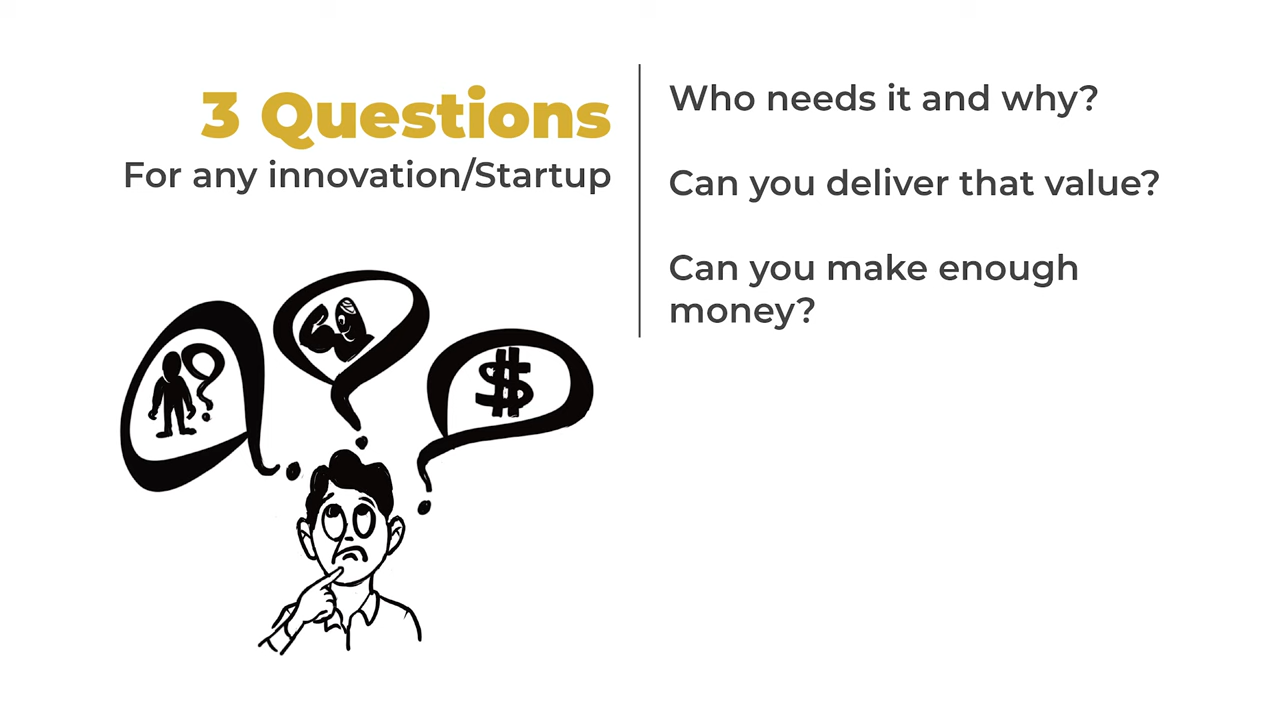 3 Questions
For any innovation/Startup
Who needs it and why?
Can you deliver that value?
Can you make enough
money?